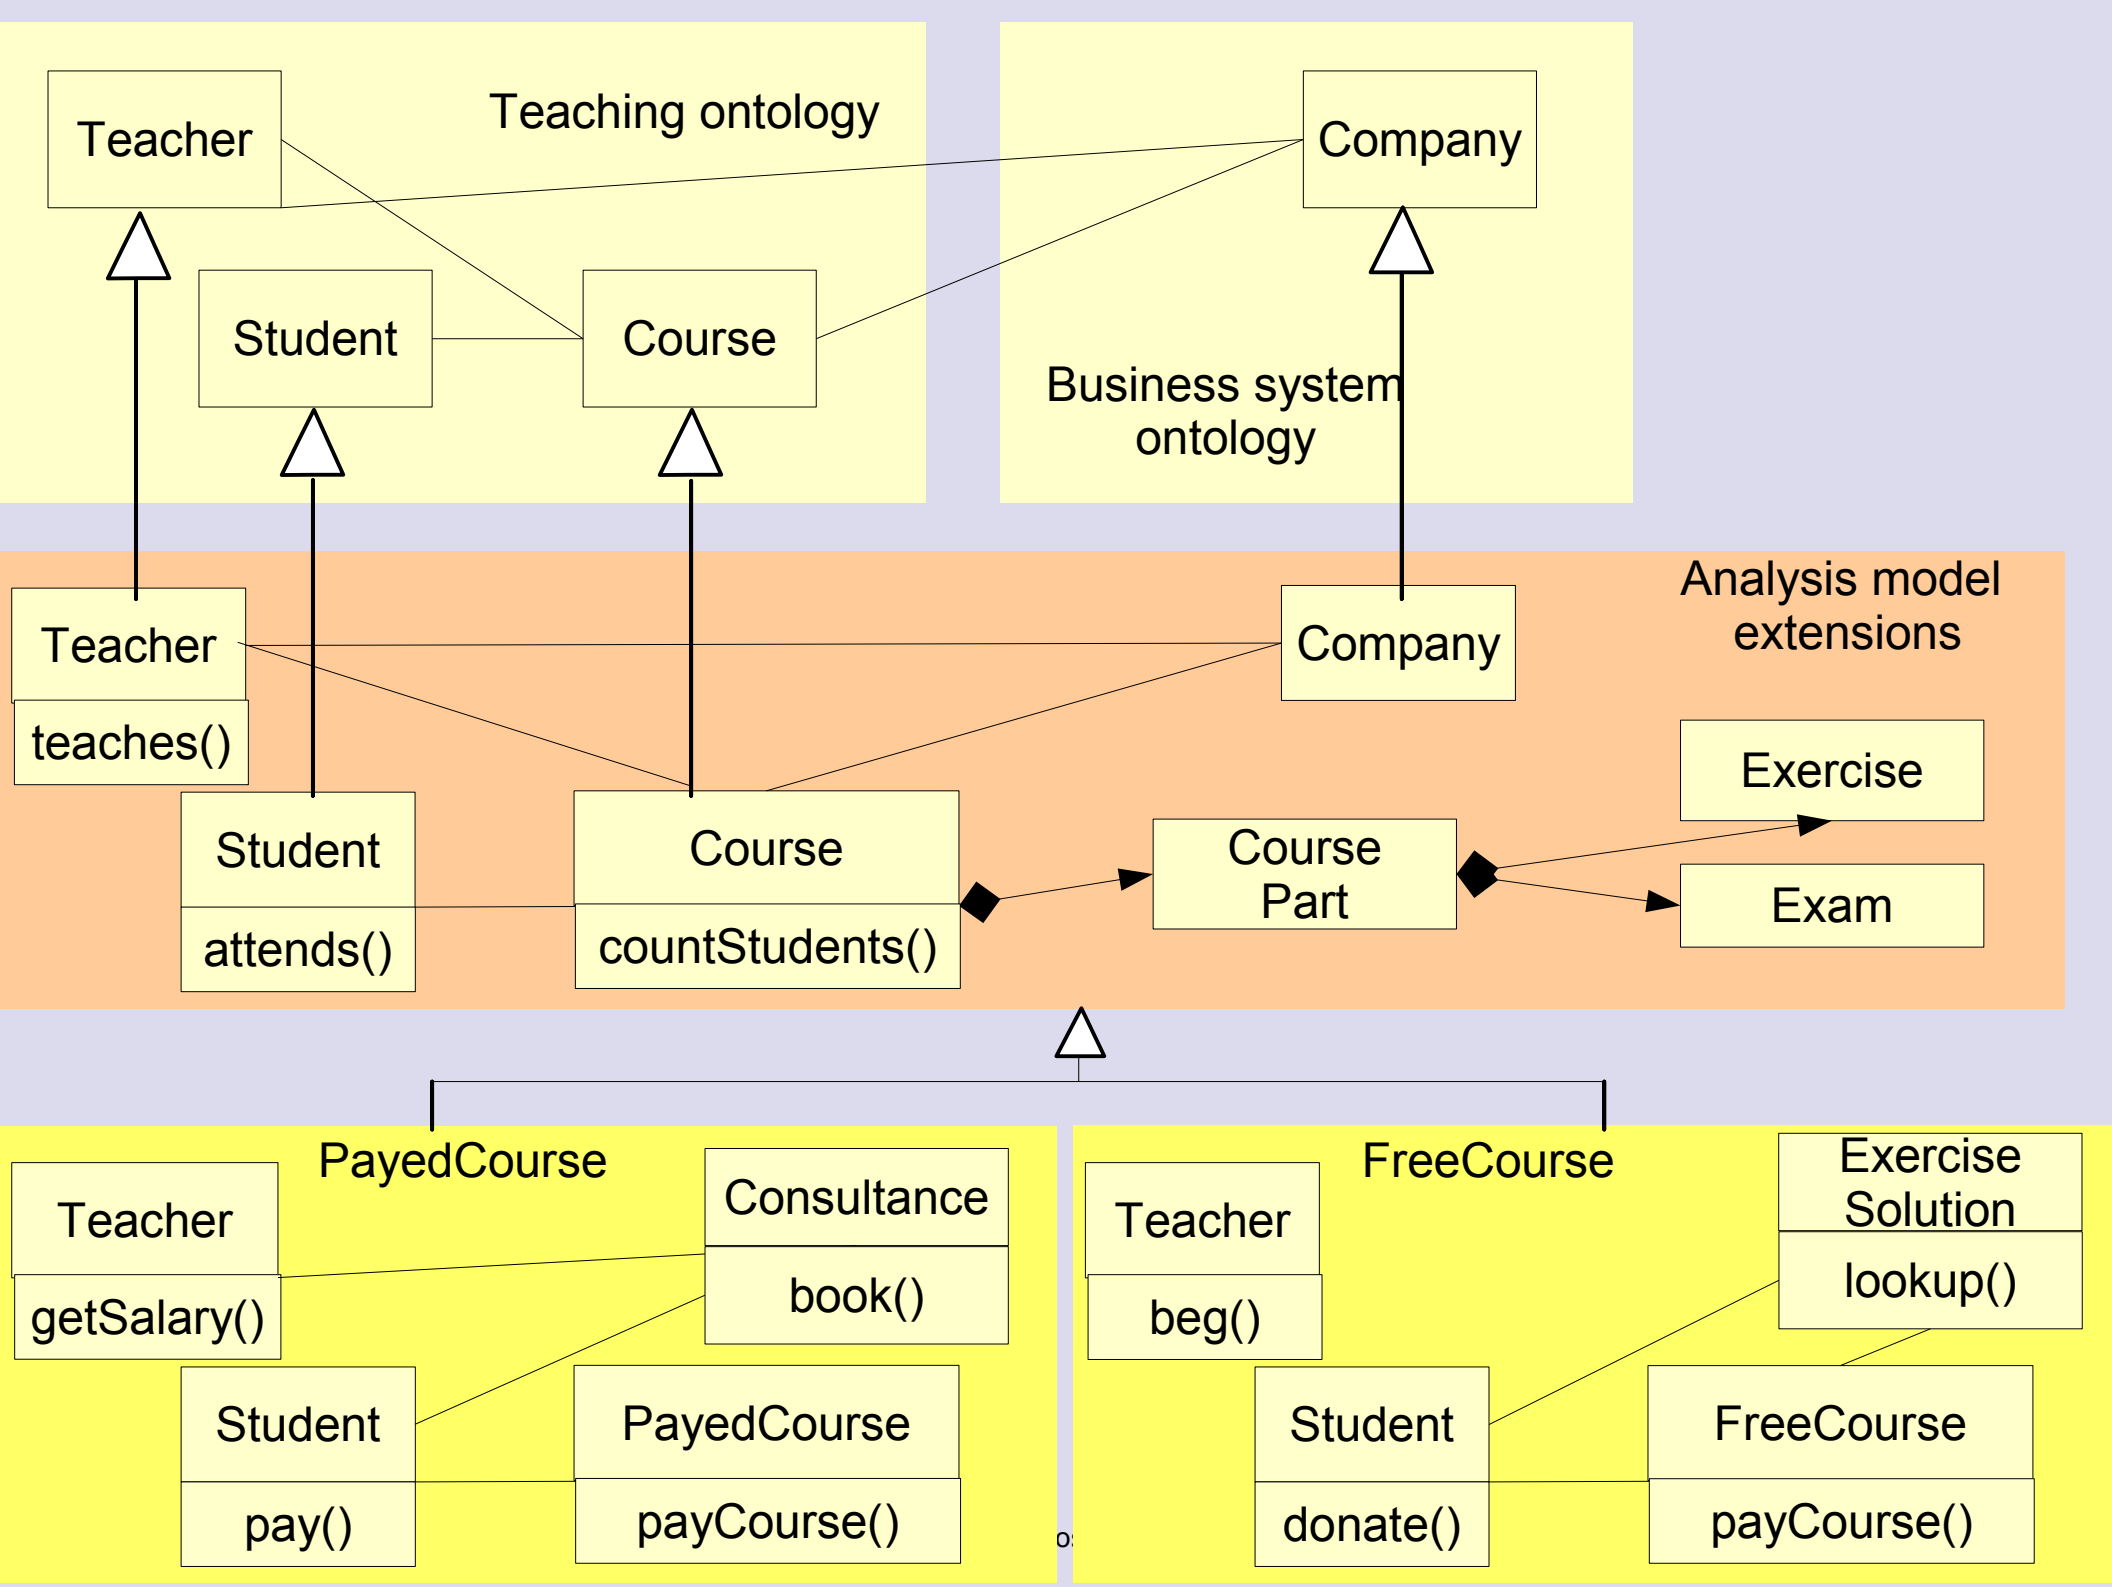 Teacher
Teaching ontology
Company
Student
Course
Business system
ontology
Analysis model
extensions
Teacher
teaches()
Company
Exercise
Student
attends()
Course
countStudents()
Course
Part
Exam
PayedCourse
Teacher
getSalary()
Consultance
book()
Student
pay()
PayedCourse
payCourse()
FreeCourse
Teacher
beg()
Exercise
Solution
lookup()
Student
donate()
FreeCourse
payCourse()